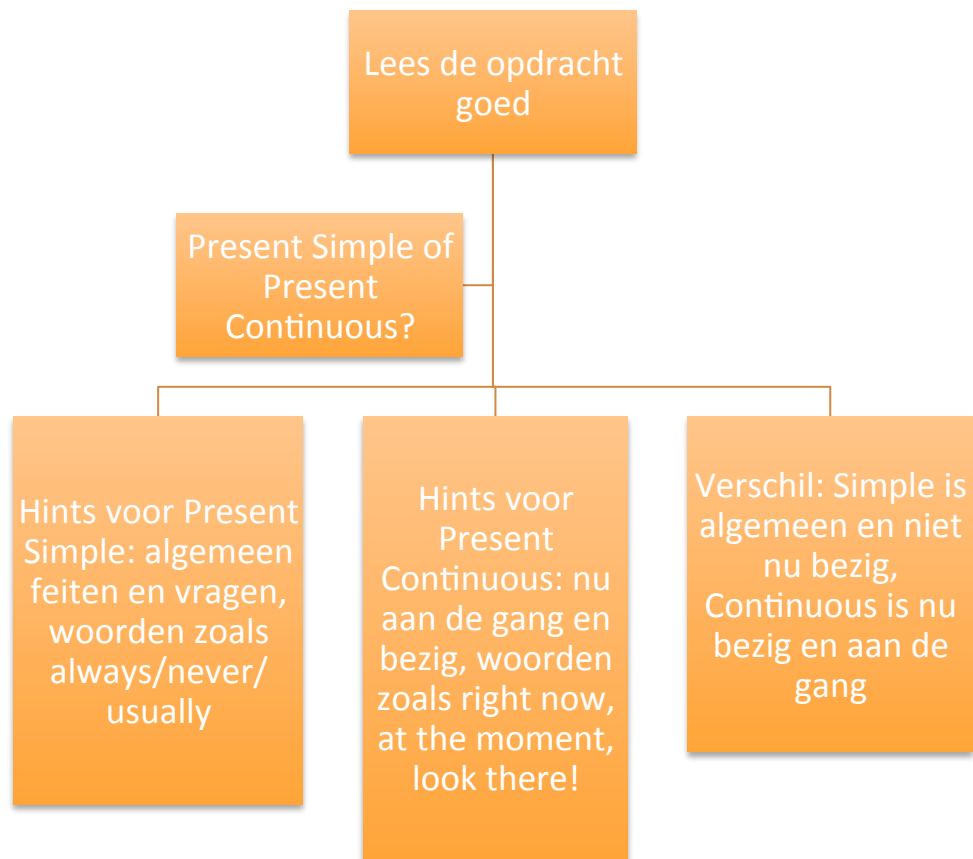 Lees de opdracht
goed
Present Simple of
Present
Continuous?
Hints voor Present
Simple: algemeen
feiten en vragen,
woorden zoals
always/never/
usually
Hints voor
Present
Continuous: nu
aan de gang en
bezig, woorden
zoals right now,
at the moment,
look there!
Verschil: Simple is
algemeen en niet
nu bezig,
Continuous is nu
bezig en aan de
gang